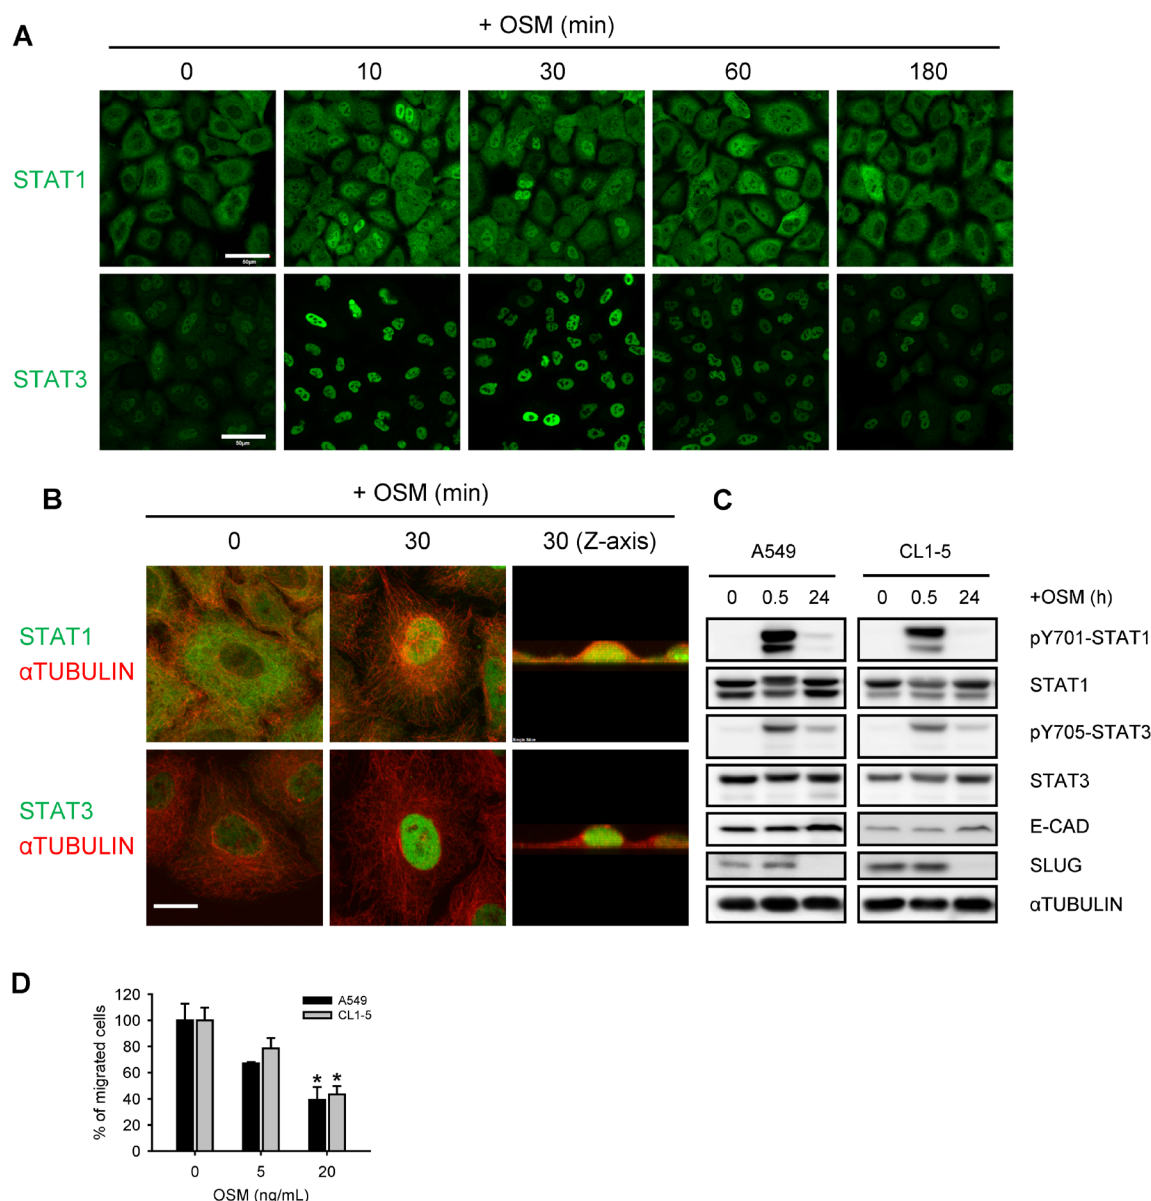 A
+ OSM (min)
0 10 30 60 180
STAT1
50μm
STAT3
50μm
B
+ OSM (min)
0 30 30 (Z-axis)
STAT1
αTUBULIN
STAT3
αTUBULIN
C
A549 CL1-5
0 0.5 24 0 0.5 24 +OSM (h)
pY701-STAT1
STAT1
pY705-STAT3
STAT3
E-CAD
SLUG
αTUBULIN
D
% of migrated cells
120
100
80
60
40
20
0
A549
CL1-5
* *
0 5 20
OSM (ng/mL)